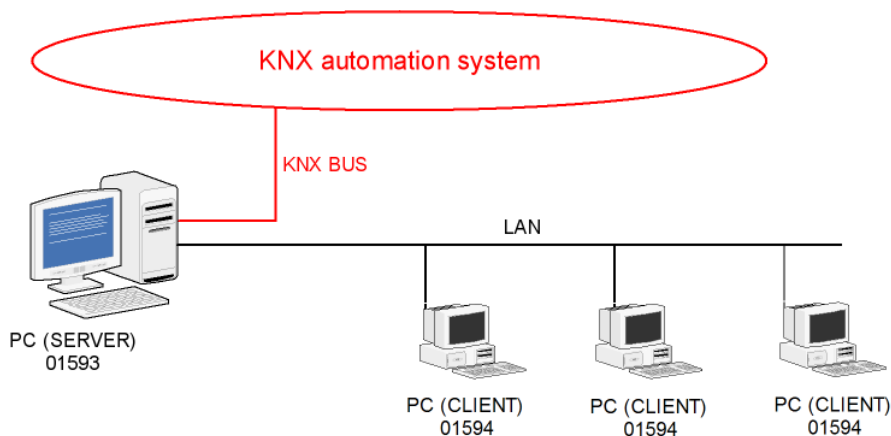 KNX automation system
KNX BUS
LAN
PC (SERVER)
01593
PC (CLIENT)
01594
PC (CLIENT)
01594
PC (CLIENT)
01594